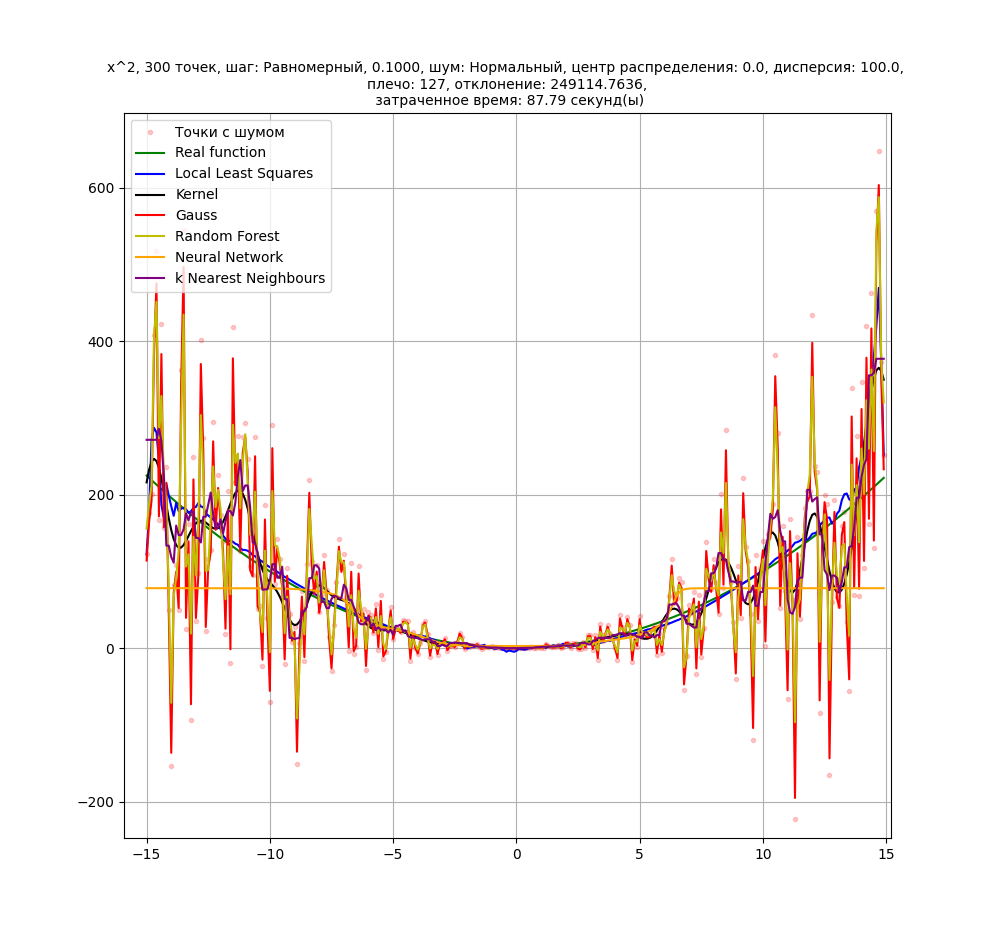 x^2, 300 точек, шаг: Равномерный, 0.1000, шум: Нормальный, центр распределения: 0.0, дисперсия: 100.0,
плечо: 127, отклонение: 249114.7636,
затраченное время: 87.79 секунд(ы)
Точки с шумом
Real function
Local Least Squares
Kernel
Gauss
Random Forest
Neural Network
k Nearest Neighbours
600
400
200
0
−200
−15
−10
−5
0
5
10
15